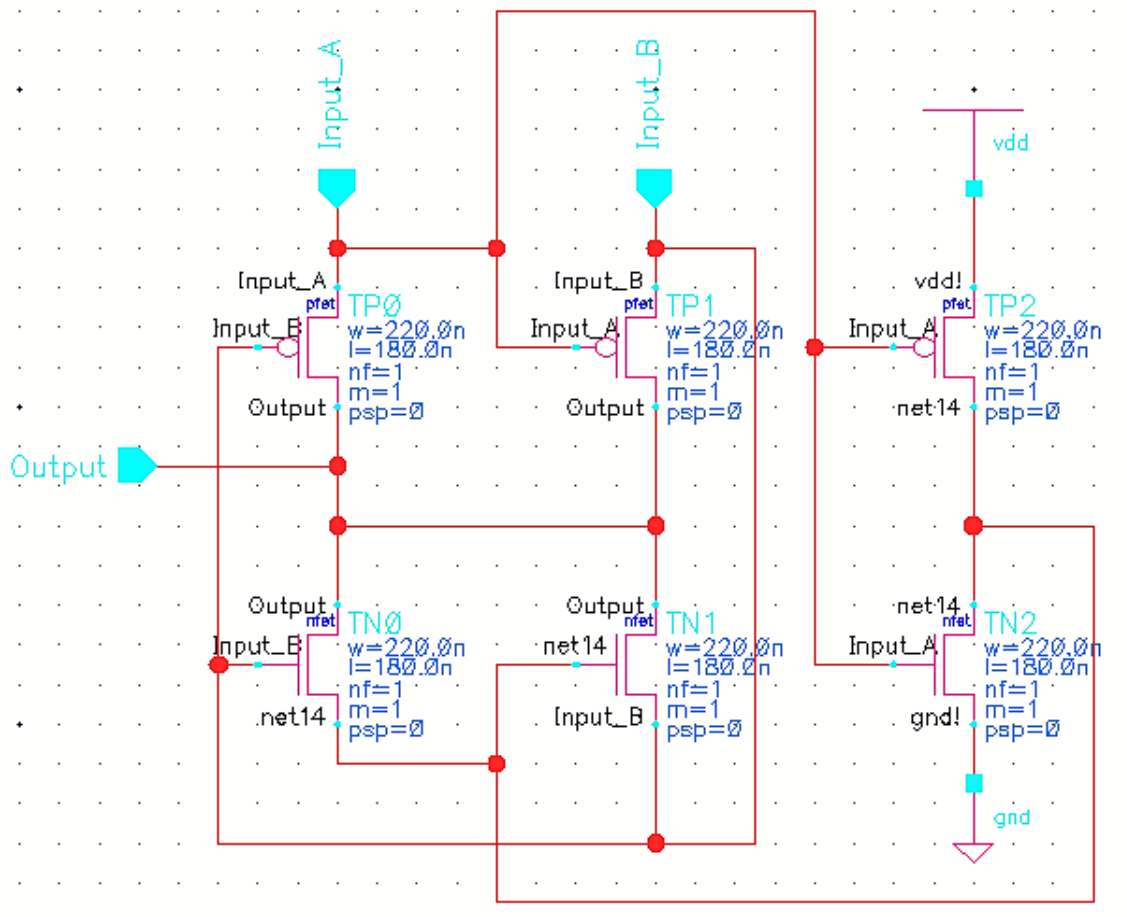 Input_A
Input_B
vdd
Input_A
pfet
TP0
Input_B
w=220.0n
l=180.0n
nf=1
m=1
Output
psp=0
Input_B
pfet
TP1
Input_A
w=220.0n
l=180.0n
nf=1
m=1
Output
psp=0
vdd!
pfet
TP2
Input_A
w=220.0n
l=180.0n
nf=1
m=1
net14
psp=0
Output
Output
nfet
TN0
Input_B
w=220.0n
l=180.0n
nf=1
m=1
net14
psp=0
Output
nfet
TN1
net14
w=220.0n
l=180.0n
nf=1
m=1
Input_B
psp=0
net14
nfet
TN2
Input_A
w=220.0n
l=180.0n
nf=1
m=1
gnd!
psp=0
gnd